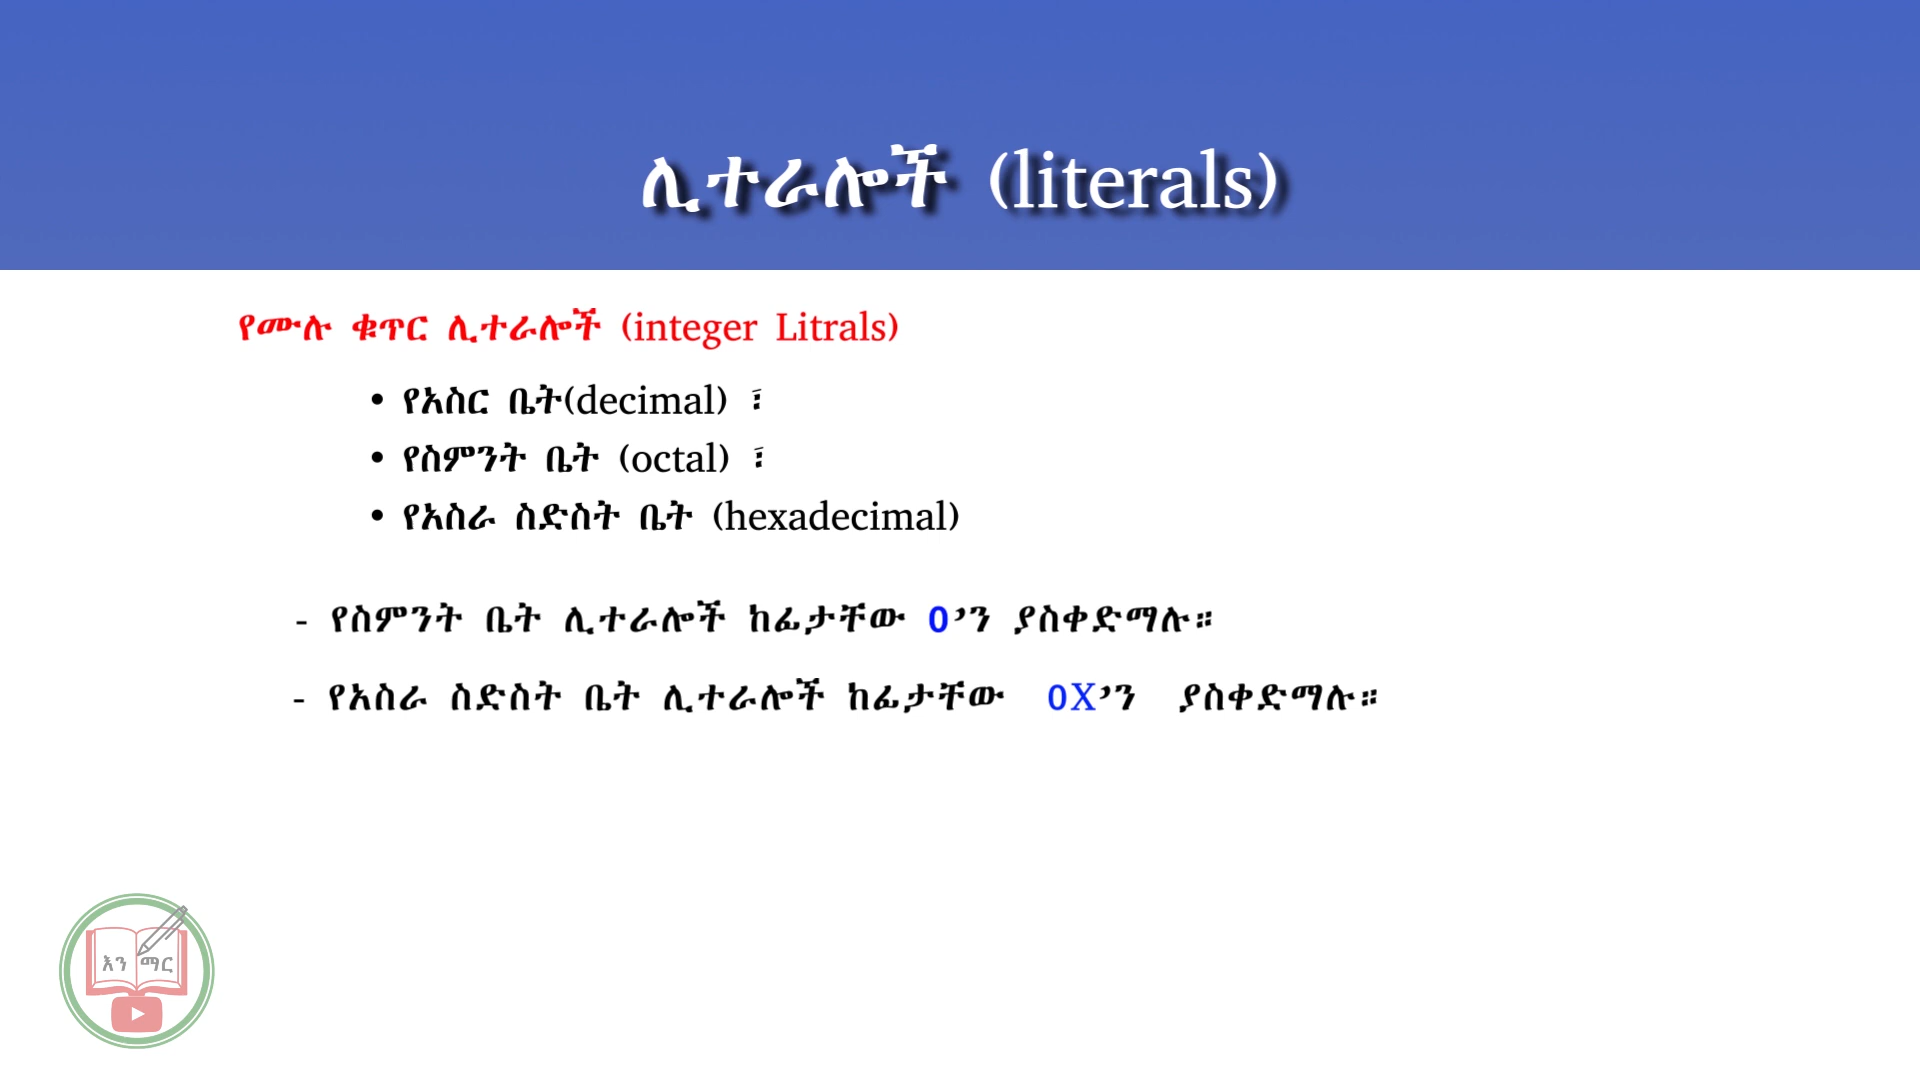 ሊተራሎች (literals)
የሙሉ ቁጥር ሊተራሎች (integer Litrals)
• የአስር ቤት(decimal) ፣
• የስምንት ቤት (octal) ፣
• የአስራ ስድስት ቤት (hexadecimal)
- የስምንት ቤት ሊተራሎች ከፊታቸው 0’ን ያስቀድማሉ።
- የአስራ ስድስት ቤት ሊተራሎች ከፊታቸው 0X’ን ያስቀድማሉ።
እን ማር